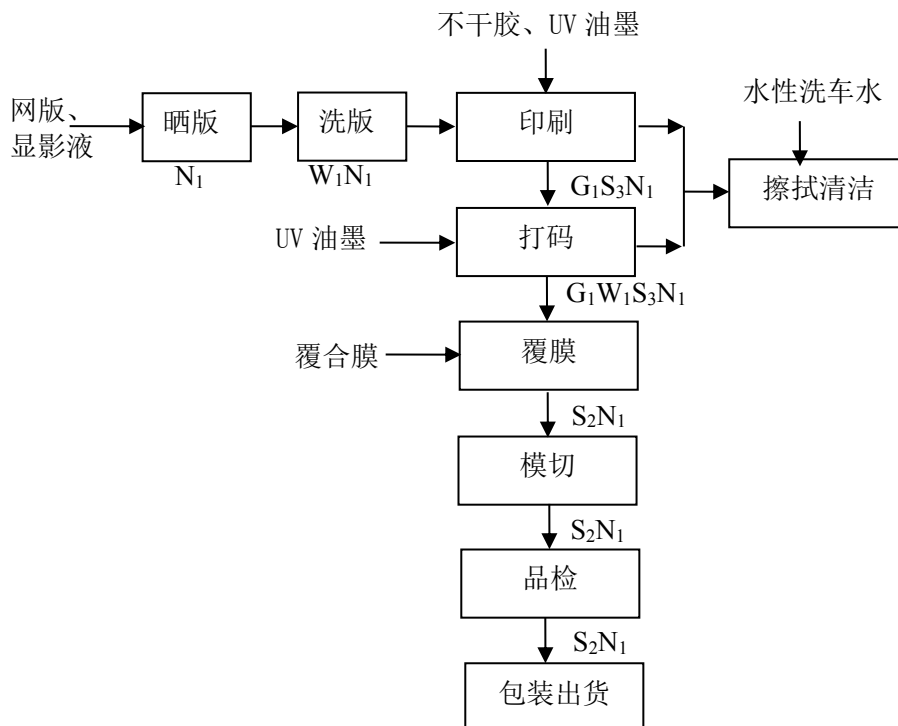 不干胶、UV 油墨
网版、
显影液
晒版
洗版
印刷
水性洗车水
擦拭清洁
N₁
W₁N₁
G₁S₃N₁
UV 油墨
打码
G₁W₁S₃N₁
覆合膜
覆膜
S₂N₁
模切
S₂N₁
品检
S₂N₁
包装出货